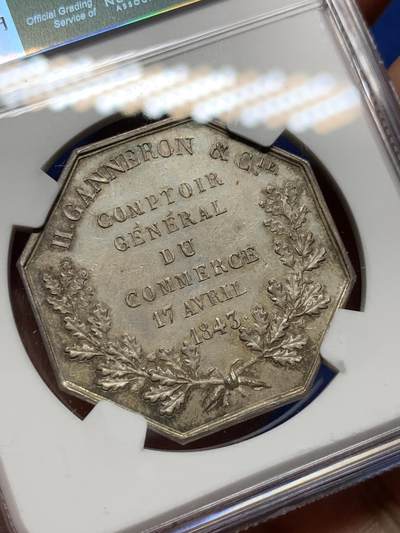 Official Grading
Service of
H. GANNERON & CIE.
COMPTOIR
GÉNÉRAL
DU
COMMERCE
17 AVRIL
1843.